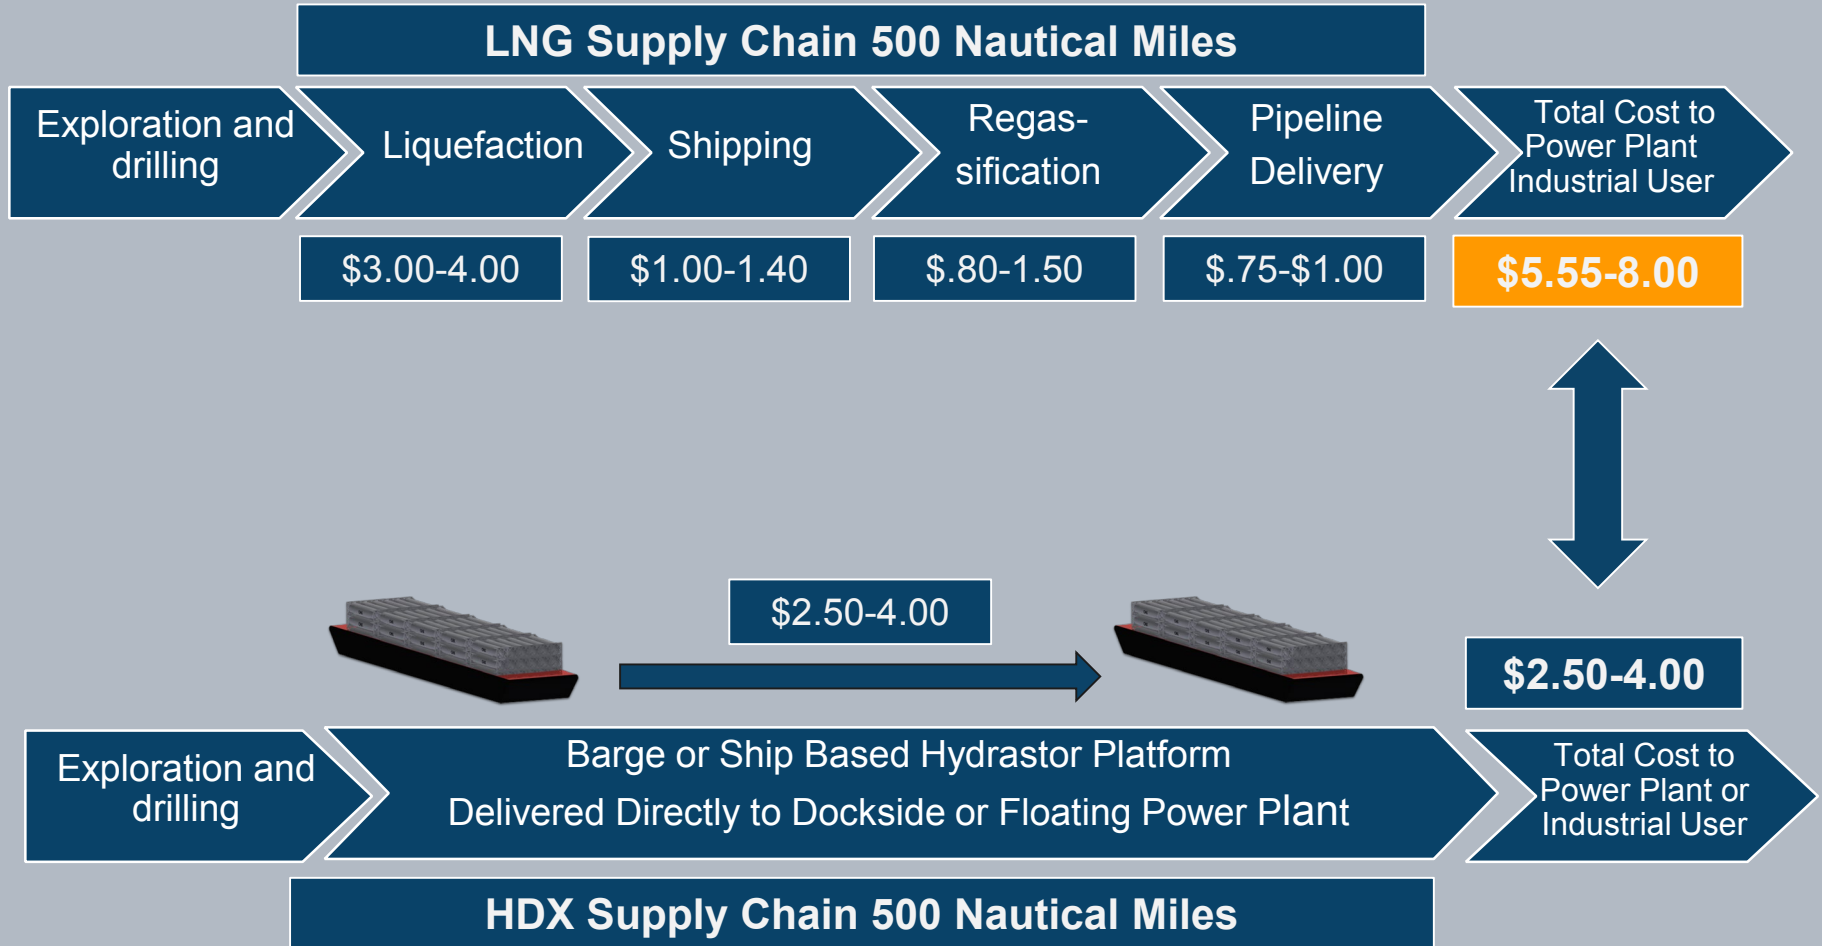 LNG Supply Chain 500 Nautical Miles
Exploration and
drilling
Liquefaction
Shipping
Regas-
sification
Pipeline
Delivery
Total Cost to
Power Plant
Industrial User
$3.00-4.00
$1.00-1.40
$.80-1.50
$.75-$1.00
$5.55-8.00
$2.50-4.00
$2.50-4.00
Exploration and
drilling
Barge or Ship Based Hydrastor Platform
Delivered Directly to Dockside or Floating Power Plant
Total Cost to
Power Plant or
Industrial User
HDX Supply Chain 500 Nautical Miles